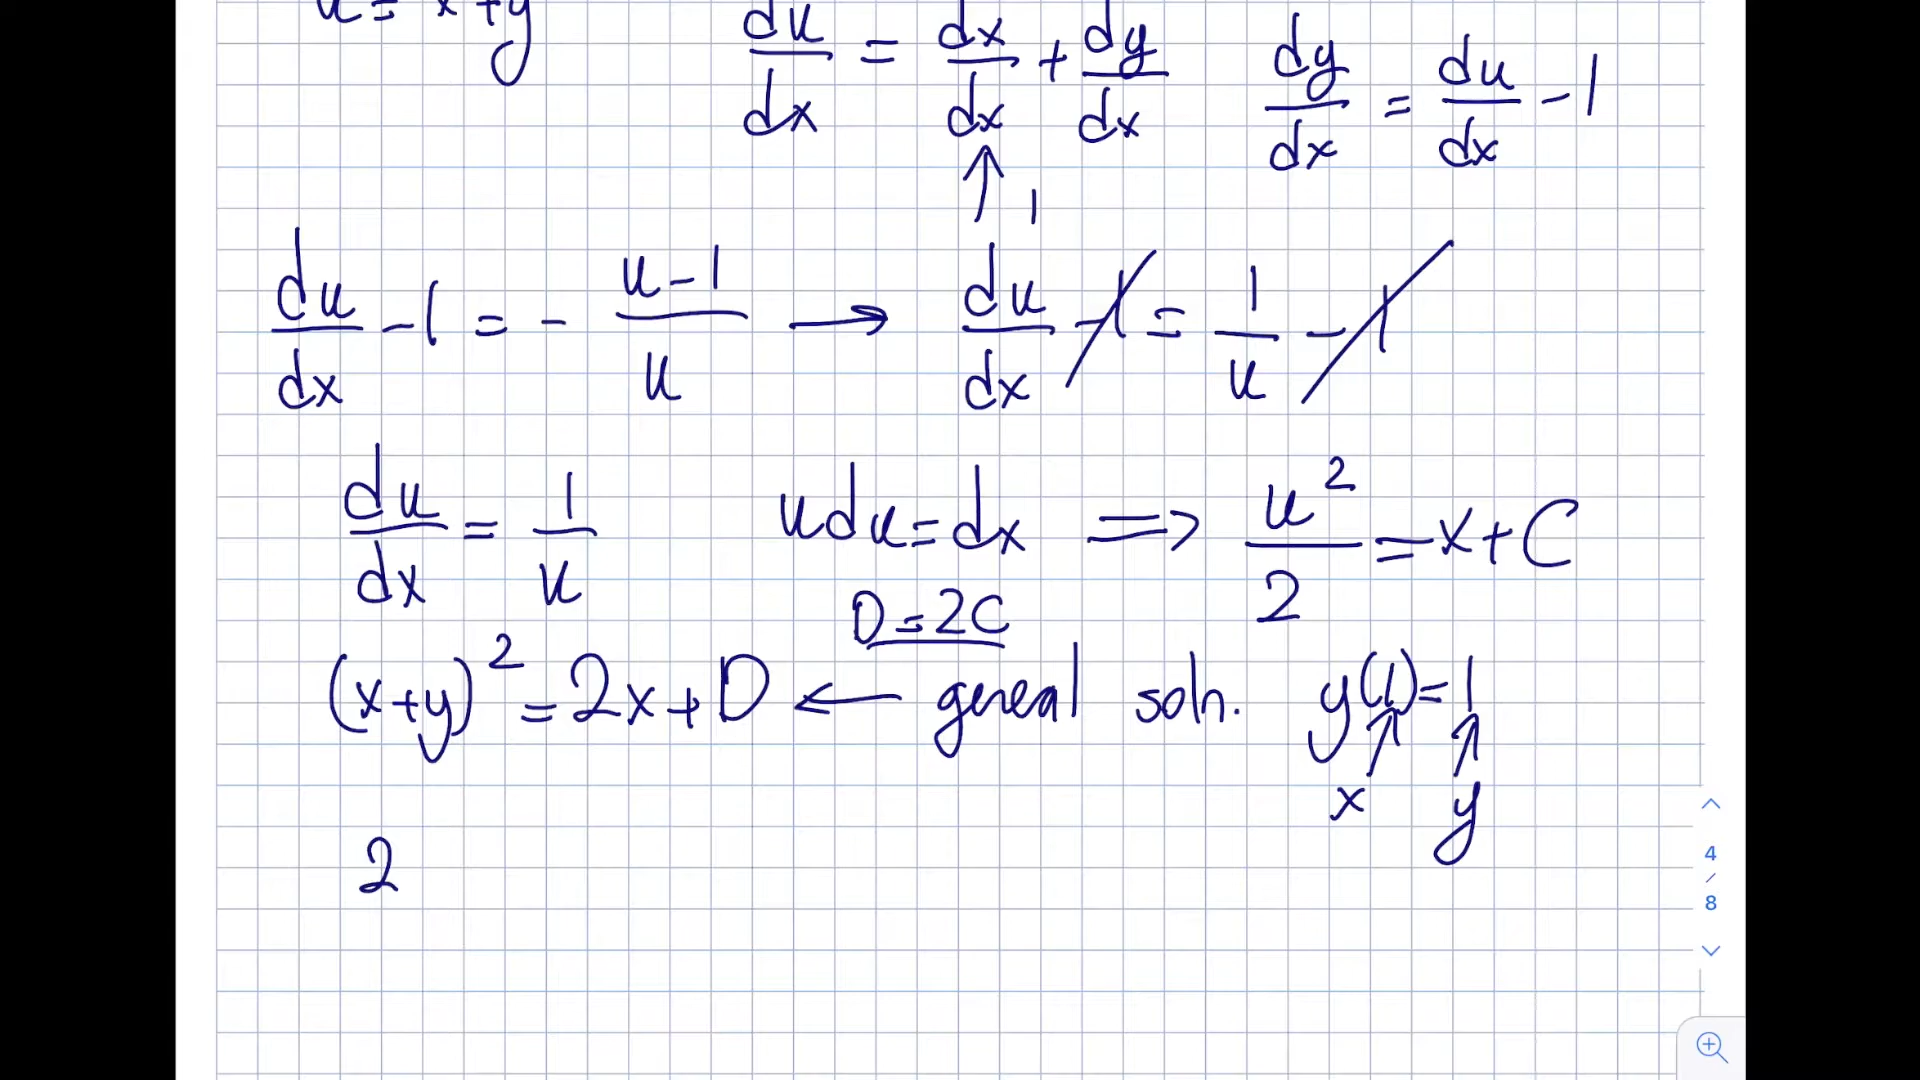 u = x + y   du/dx = dx/dx + dy/dx   dy/dx = du/dx - 1
↑ 1
du/dx - 1 = - (u - 1)/u → du/dx - 1 = 1/u - 1
du/dx = 1/u   u du = dx ⇒ u²/2 = x + C
D = 2C
(x+y)² = 2x + D ← general soln. y(1) = 1
↑ ↑
x y
2
4
/
8